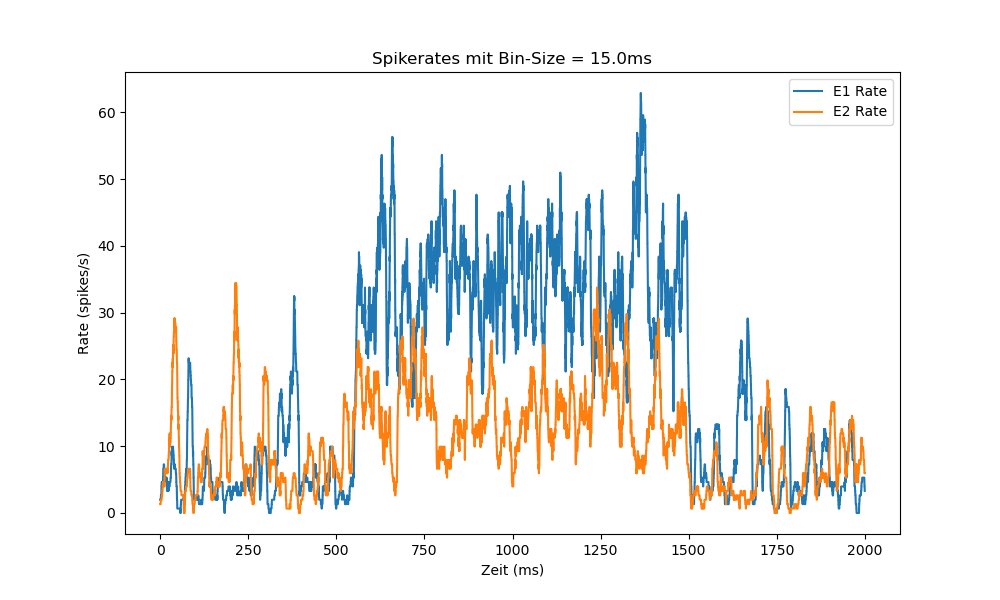 Spikerates mit Bin-Size = 15.0ms
E1 Rate
E2 Rate
Rate (spikes/s)
60
50
40
30
20
10
0
0 250 500 750 1000 1250 1500 1750 2000
Zeit (ms)